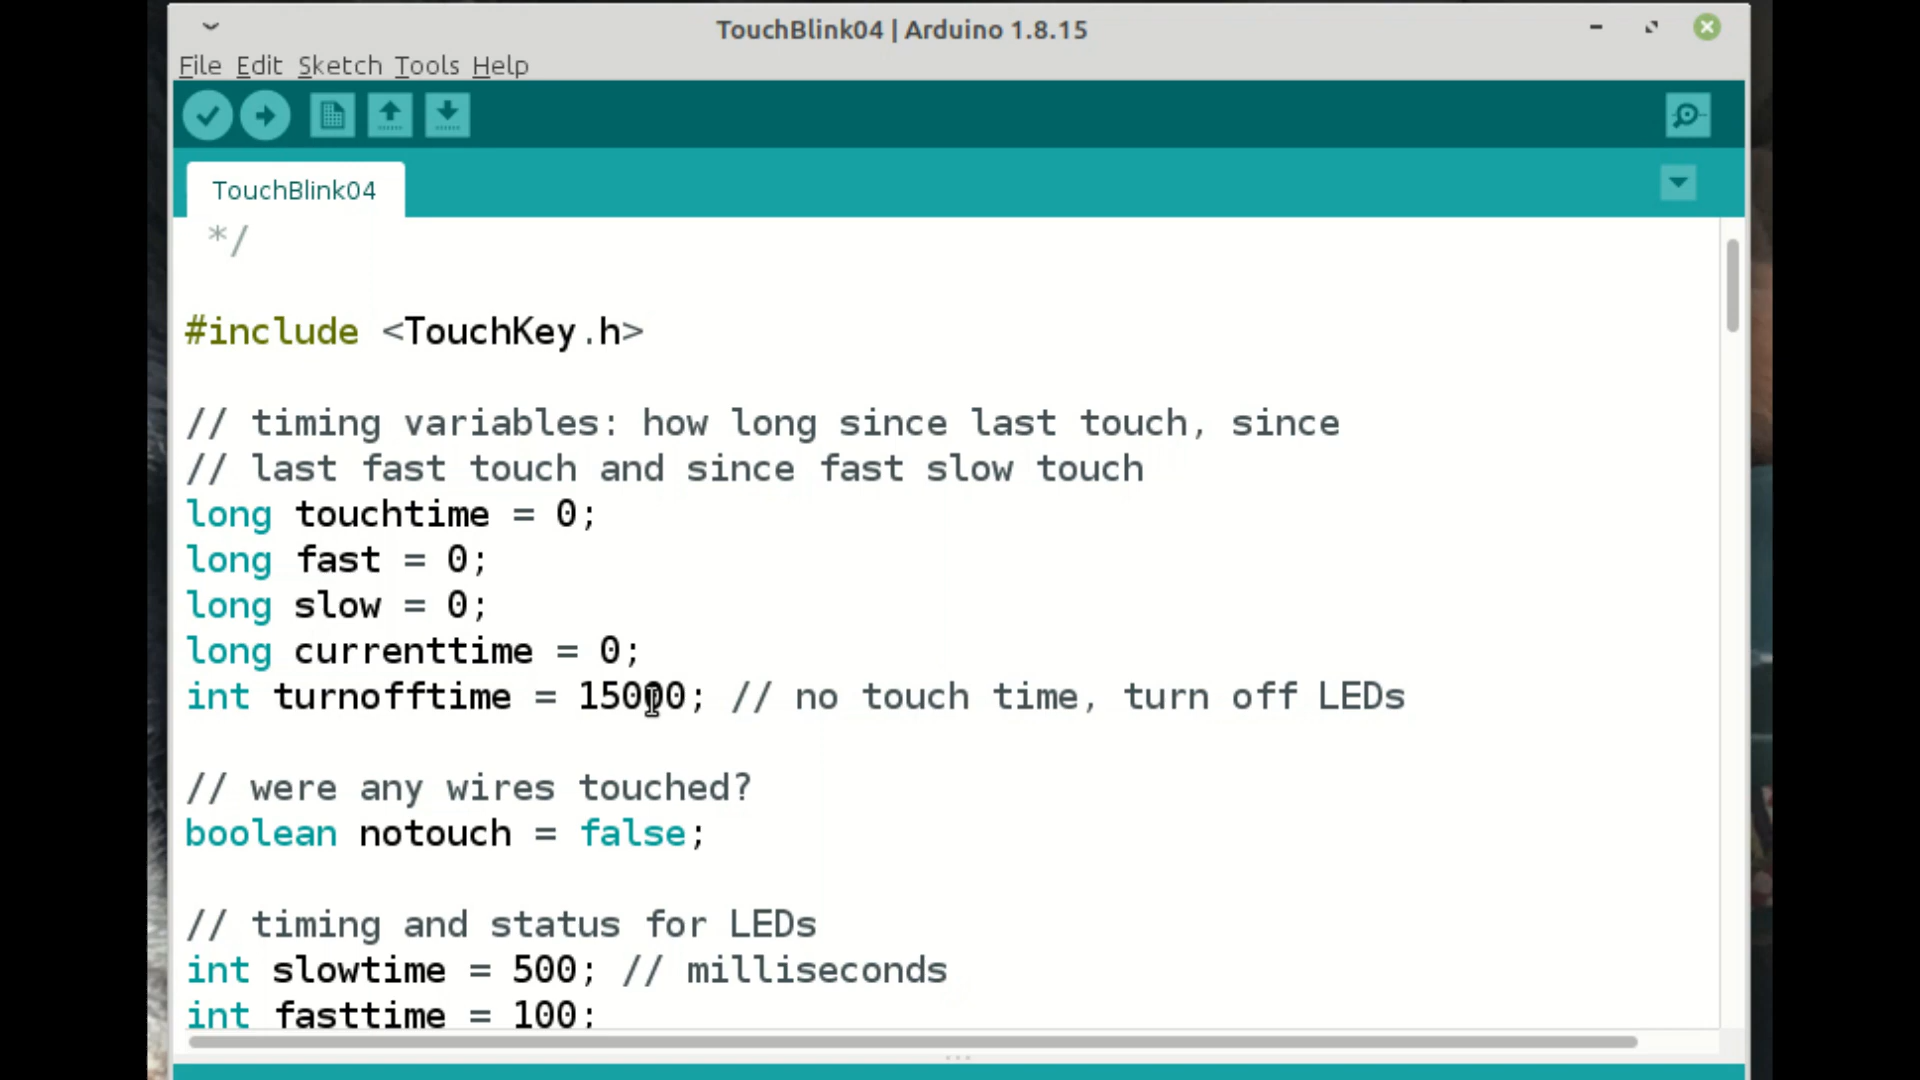 TouchBlink04 | Arduino 1.8.15
File Edit Sketch Tools Help
TouchBlink04
*/
#include <TouchKey.h>
// timing variables: how long since last touch, since
// last fast touch and since fast slow touch
long touchtime = 0;
long fast = 0;
long slow = 0;
long currenttime = 0;
int turnofftime = 15000; // no touch time, turn off LEDs
// were any wires touched?
boolean notouch = false;
// timing and status for LEDs
int slowtime = 500; // milliseconds
int fasttime = 100;